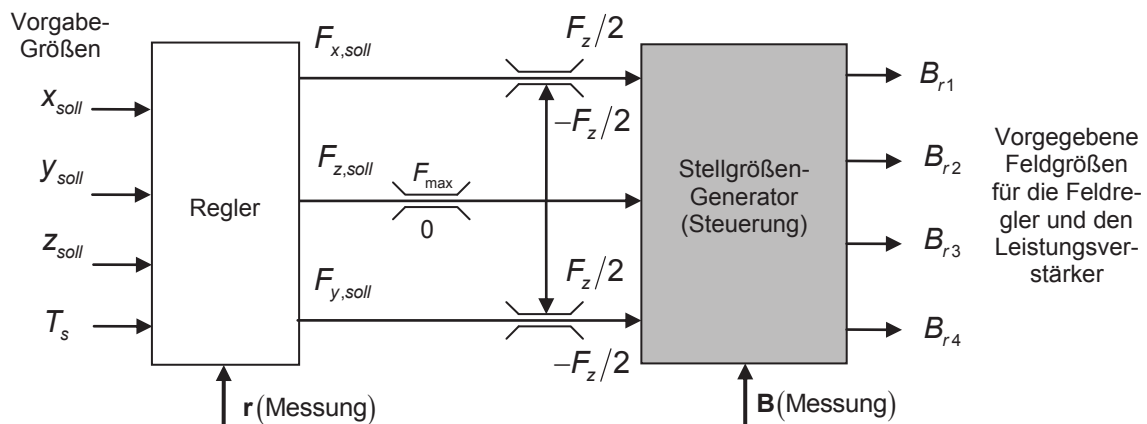 Vorgabe-
Größen
x_soll
y_soll
z_soll
T_s
Regler
r(Messung)
F_x,soll
F_z,soll
F_y,soll
F_max
0
F_z/2
−F_z/2
F_z/2
−F_z/2
Stellgrößen-
Generator
(Steuerung)
B(Messung)
B_r1
B_r2
B_r3
B_r4
Vorgegebene
Feldgrößen
für die Feldre-
gler und den
Leistungsver-
stärker